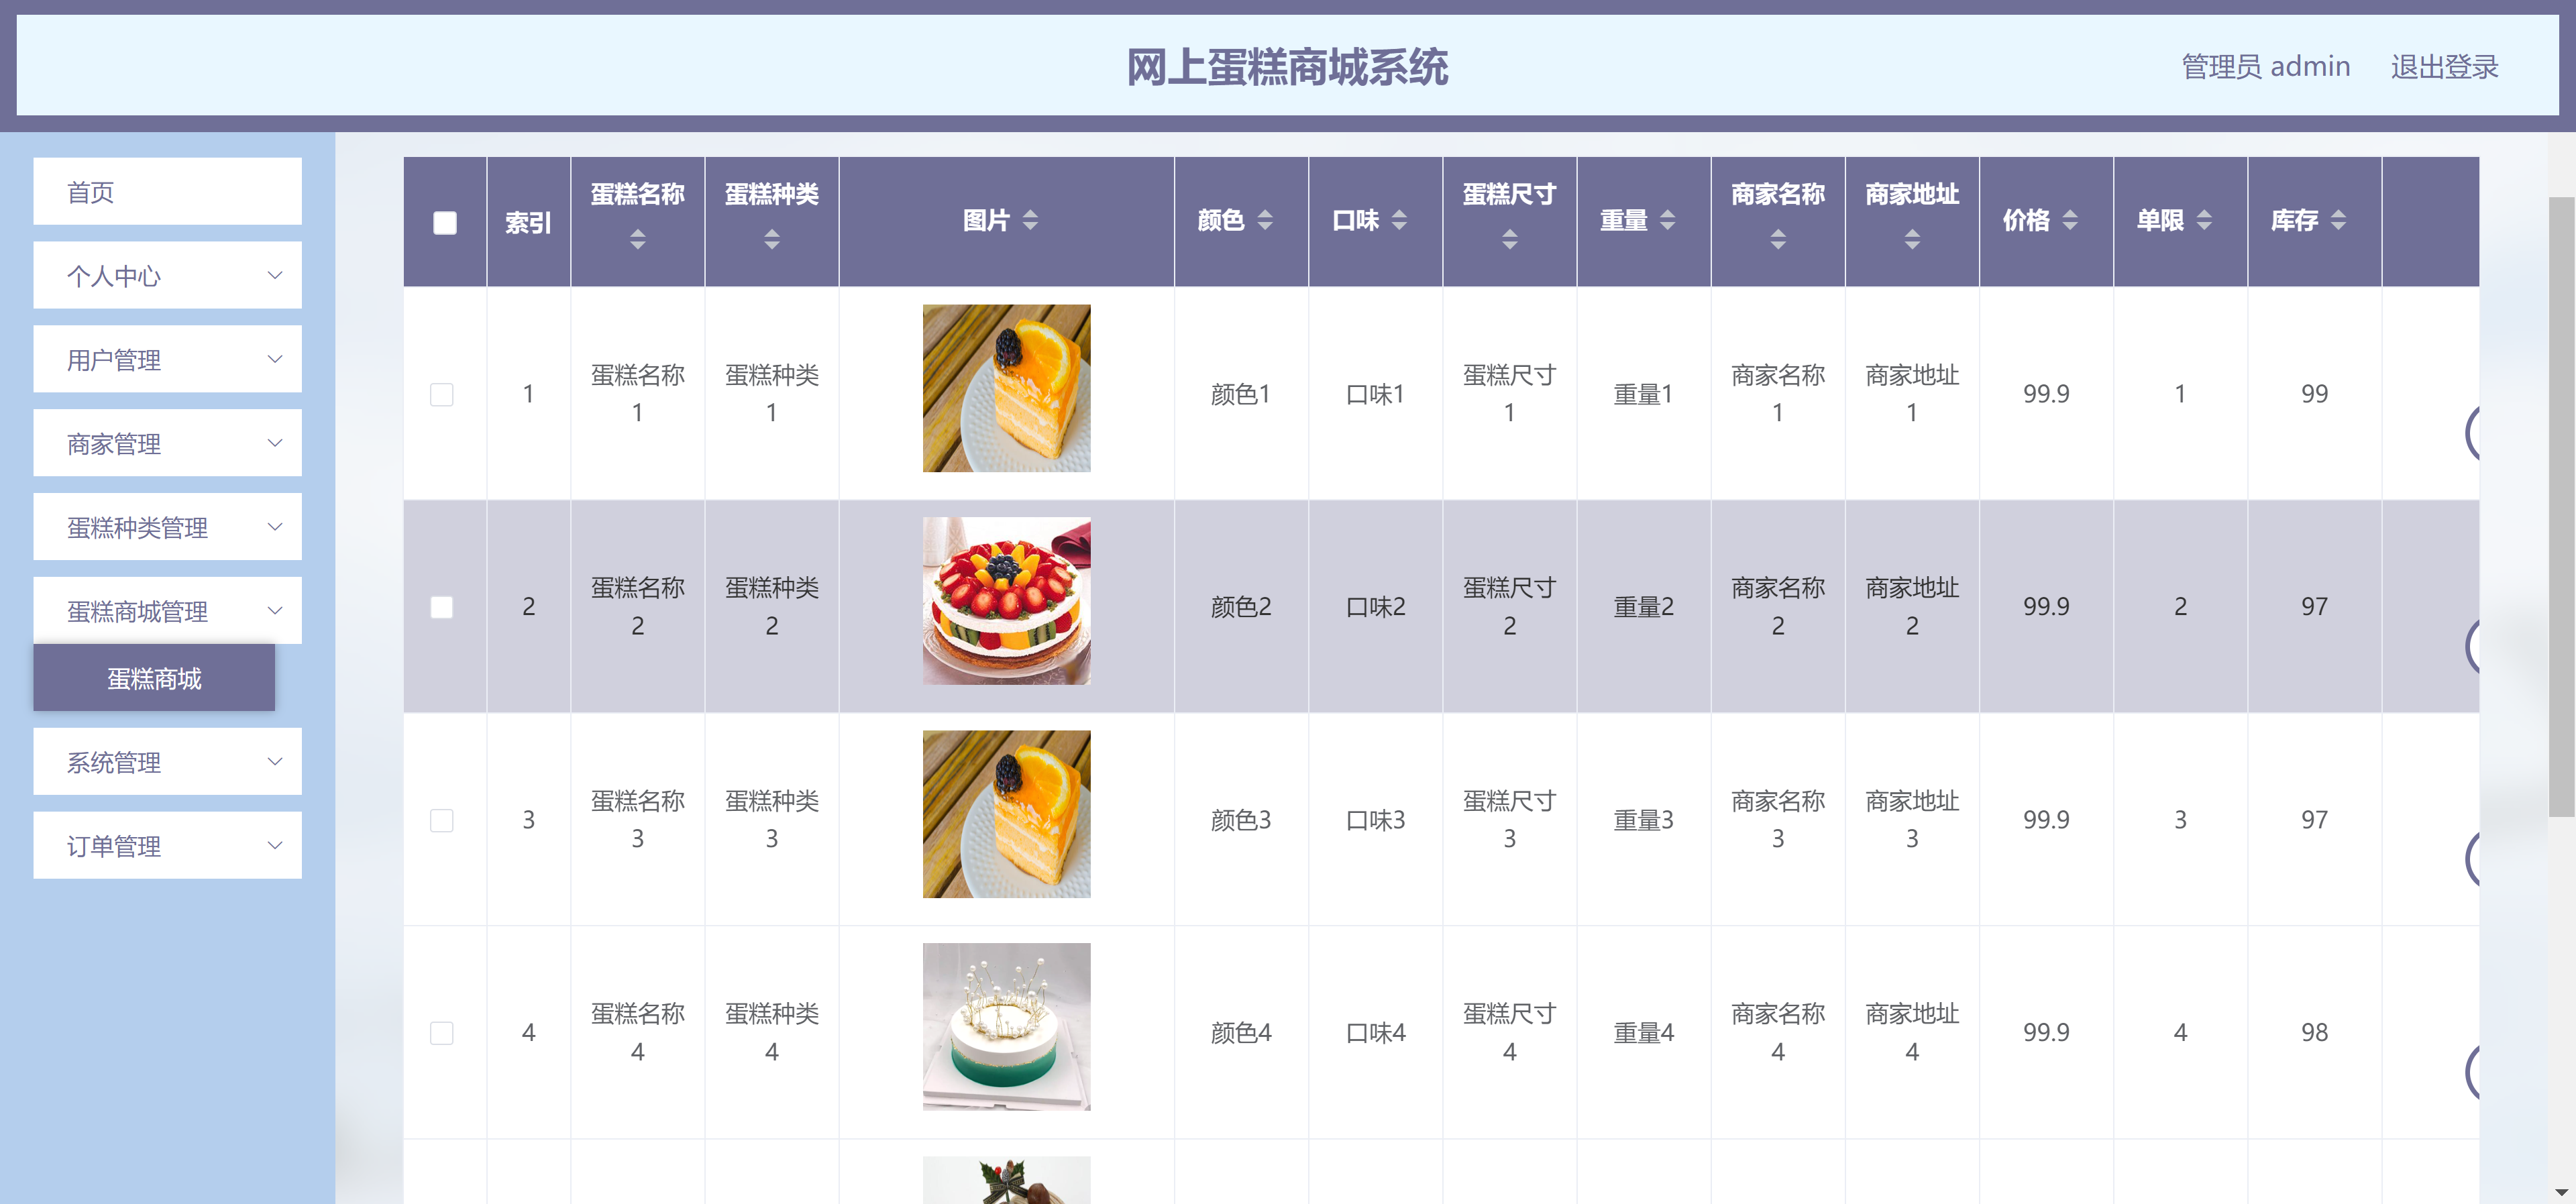 网上蛋糕商城系统
管理员 admin
退出登录
首页
个人中心
用户管理
商家管理
蛋糕种类管理
蛋糕商城管理
蛋糕商城
系统管理
订单管理
索引 蛋糕名称 蛋糕种类 图片 颜色 口味 蛋糕尺寸 重量 商家名称 商家地址 价格 单限 库存
1 蛋糕名称1 蛋糕种类1 颜色1 口味1 蛋糕尺寸1 重量1 商家名称1 商家地址1 99.9 1 99
2 蛋糕名称2 蛋糕种类2 颜色2 口味2 蛋糕尺寸2 重量2 商家名称2 商家地址2 99.9 2 97
3 蛋糕名称3 蛋糕种类3 颜色3 口味3 蛋糕尺寸3 重量3 商家名称3 商家地址3 99.9 3 97
4 蛋糕名称4 蛋糕种类4 颜色4 口味4 蛋糕尺寸4 重量4 商家名称4 商家地址4 99.9 4 98